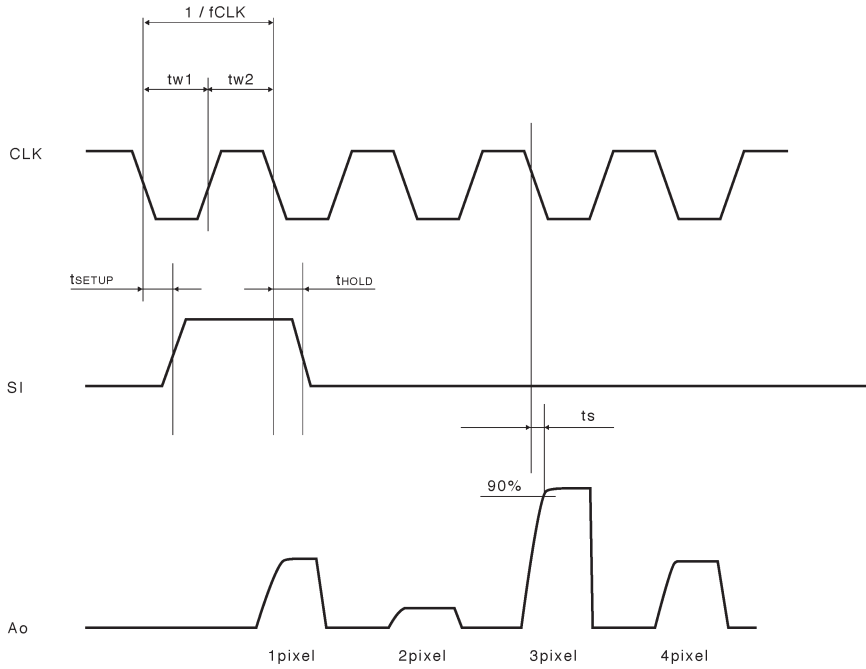 1 / fCLK
tw1 tw2
CLK
tSETUP tHOLD
SI
ts
90%
Ao
1pixel 2pixel 3pixel 4pixel